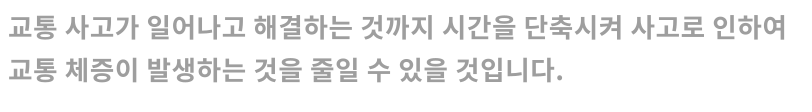 교통 사고가 일어나고 해결하는 것까지 시간을 단축시켜 사고로 인하여
교통 체증이 발생하는 것을 줄일 수 있을 것입니다.